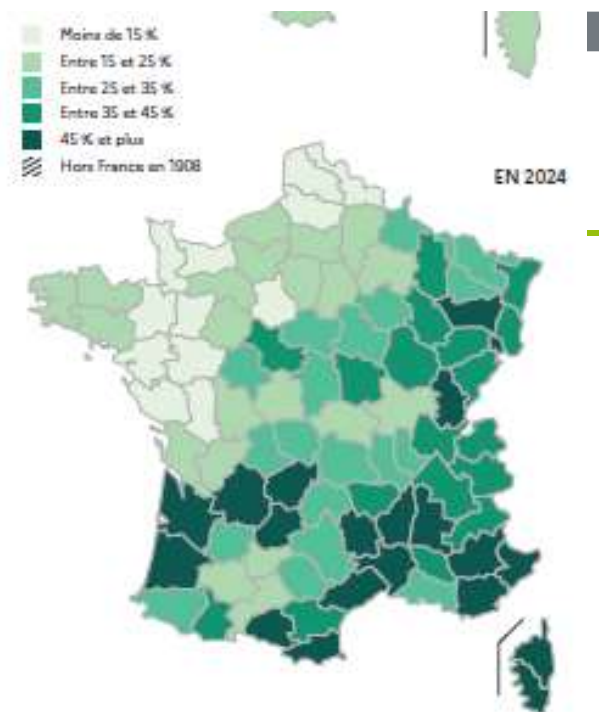 Moins de 15 %
Entre 15 et 25 %
Entre 25 et 35 %
Entre 35 et 45 %
45 % et plus
Hors France en 1908
EN 2024